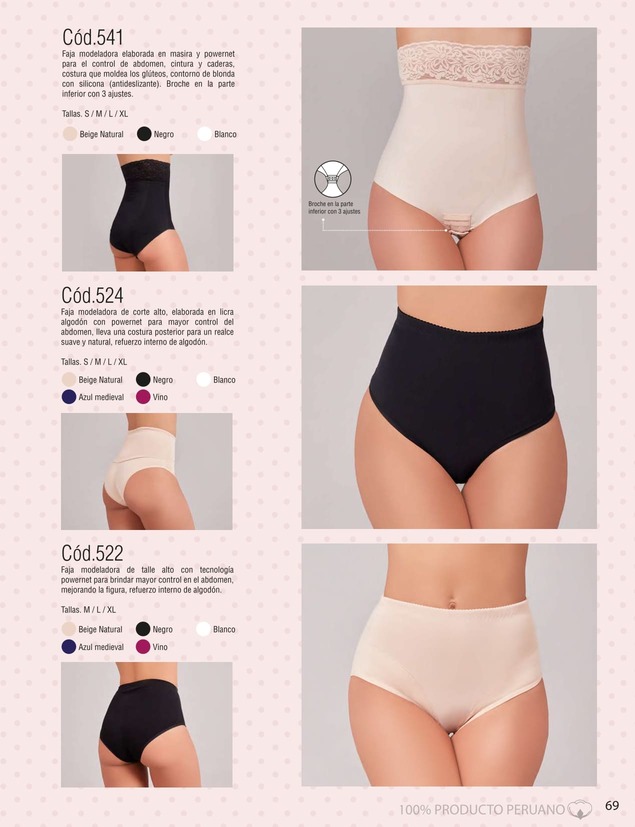 Cód.541
Faja modeladora elaborada en masira y powernet
para el control de abdomen, cintura y caderas,
costura que moldea los glúteos, contorno de blonda
con silicona (antideslizante). Broche en la parte
inferior con 3 ajustes.
Tallas. S / M / L / XL
Beige Natural Negro Blanco
Broche en la parte
inferior con 3 ajustes
Cód.524
Faja modeladora de corte alto, elaborada en licra
algodón con powernet para mayor control del
abdomen, lleva una costura posterior para un realce
suave y natural, refuerzo interno de algodón.
Tallas. S / M / L / XL
Beige Natural Negro Blanco
Azul medieval Vino
Cód.522
Faja modeladora de talle alto con tecnología
powernet para brindar mayor control en el abdomen,
mejorando la figura, refuerzo interno de algodón.
Tallas. M / L / XL
Beige Natural Negro Blanco
Azul medieval Vino
100% PRODUCTO PERUANO 69